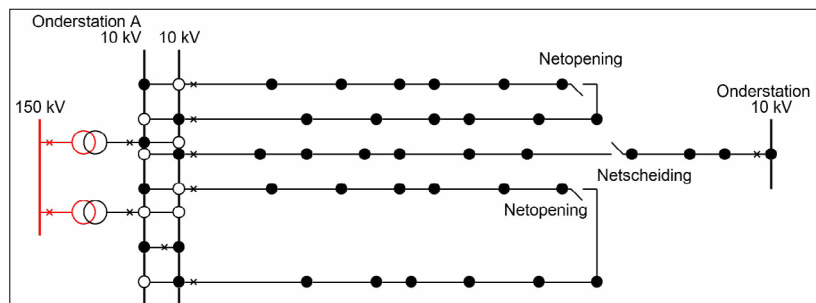 Onderstation A
10 kV 10 kV
Netopening
150 kV
Onderstation
10 kV
Netscheiding
Netopening